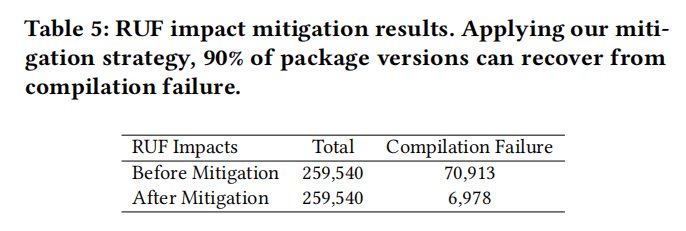 Table 5: RUF impact mitigation results. Applying our miti-
gation strategy, 90% of package versions can recover from
compilation failure.
RUF Impacts Total Compilation Failure
Before Mitigation 259,540 70,913
After Mitigation 259,540 6,978